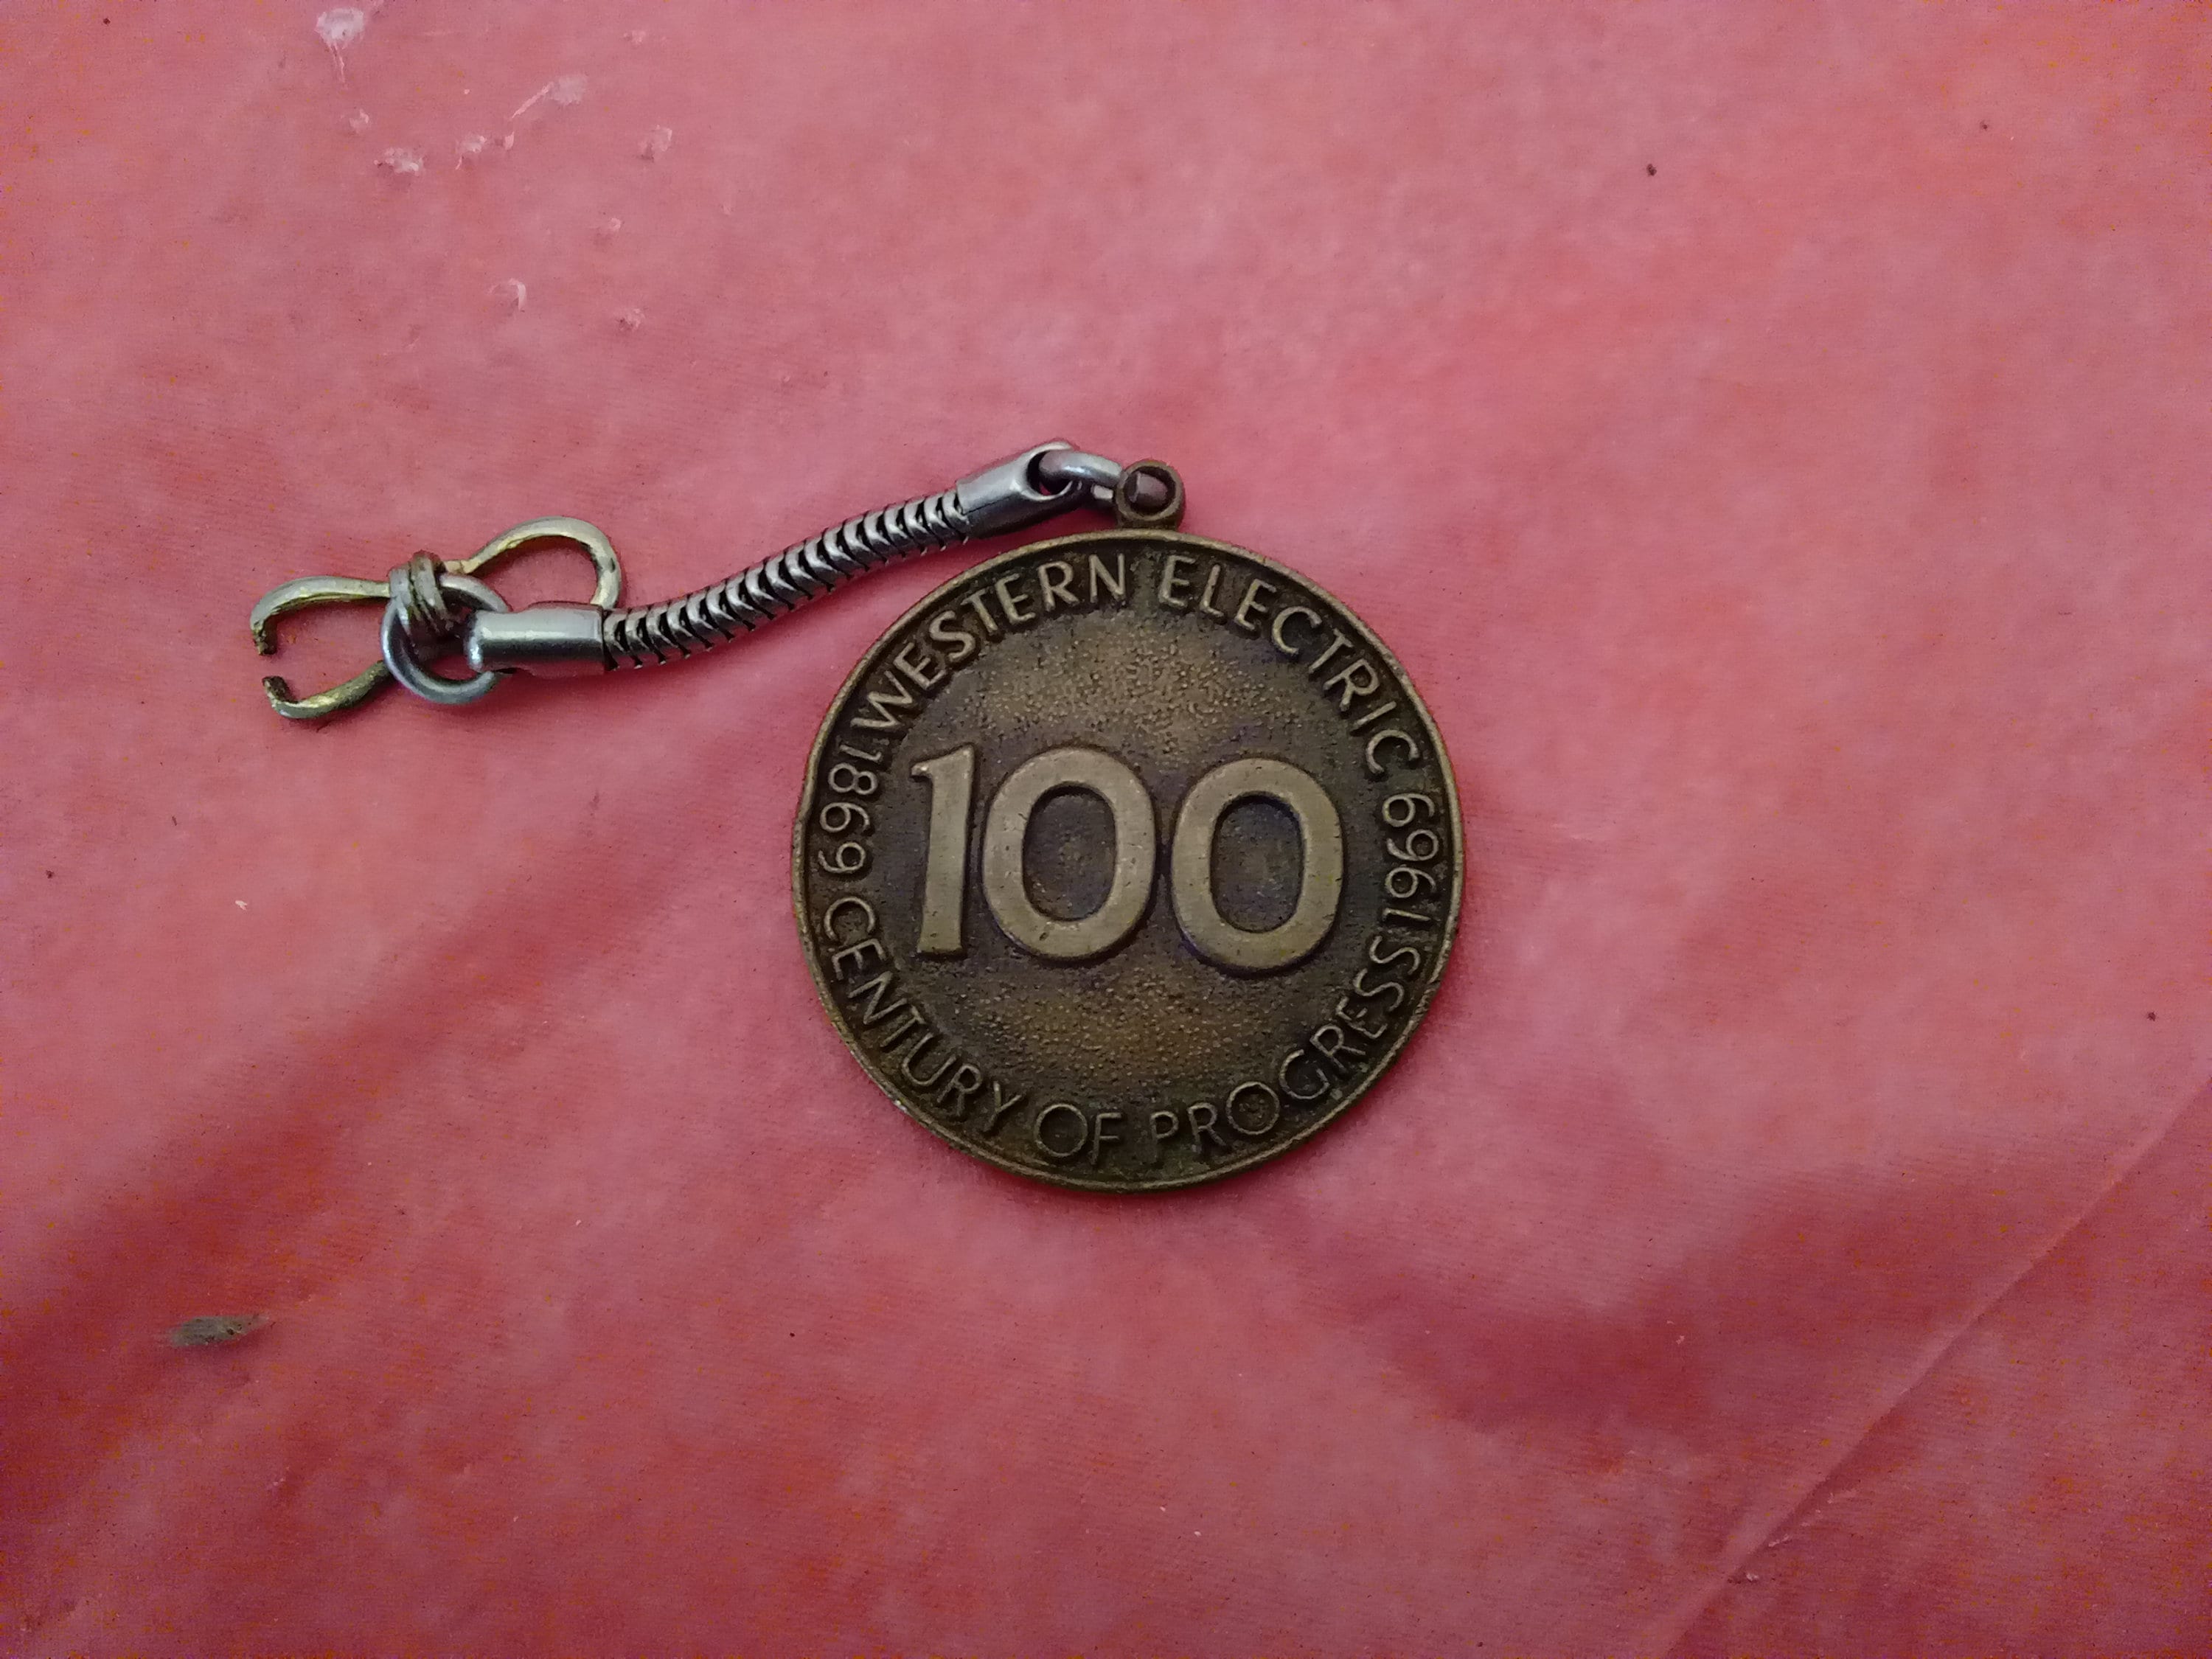 WESTERN ELECTRIC
1869
100
1969
CENTURY OF PROGRESS